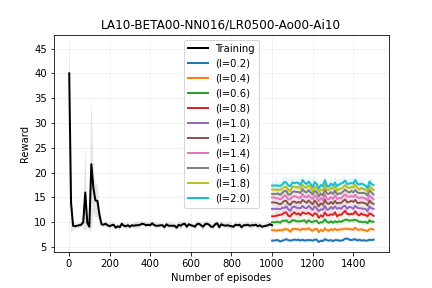 LA10-BETA00-NN016/LR0500-Ao00-Ai10
45
40
35
30
25
20
15
10
5
Reward
Training
(l=0.2)
(l=0.4)
(l=0.6)
(l=0.8)
(l=1.0)
(l=1.2)
(l=1.4)
(l=1.6)
(l=1.8)
(l=2.0)
0 200 400 600 800 1000 1200 1400
Number of episodes